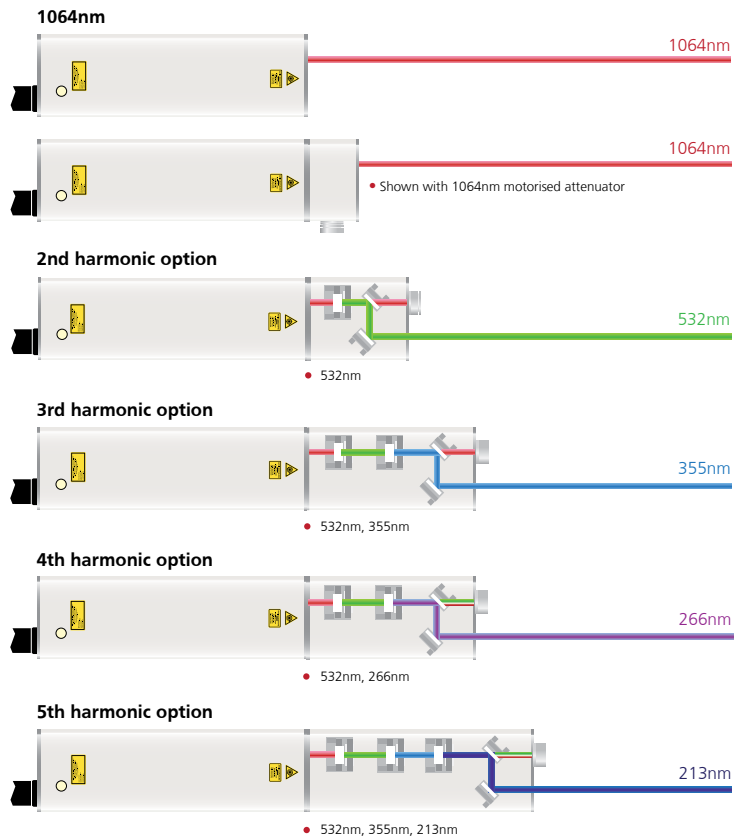 1064nm
1064nm
1064nm
• Shown with 1064nm motorised attenuator
2nd harmonic option
532nm
• 532nm
3rd harmonic option
355nm
• 532nm, 355nm
4th harmonic option
266nm
• 532nm, 266nm
5th harmonic option
213nm
• 532nm, 355nm, 213nm